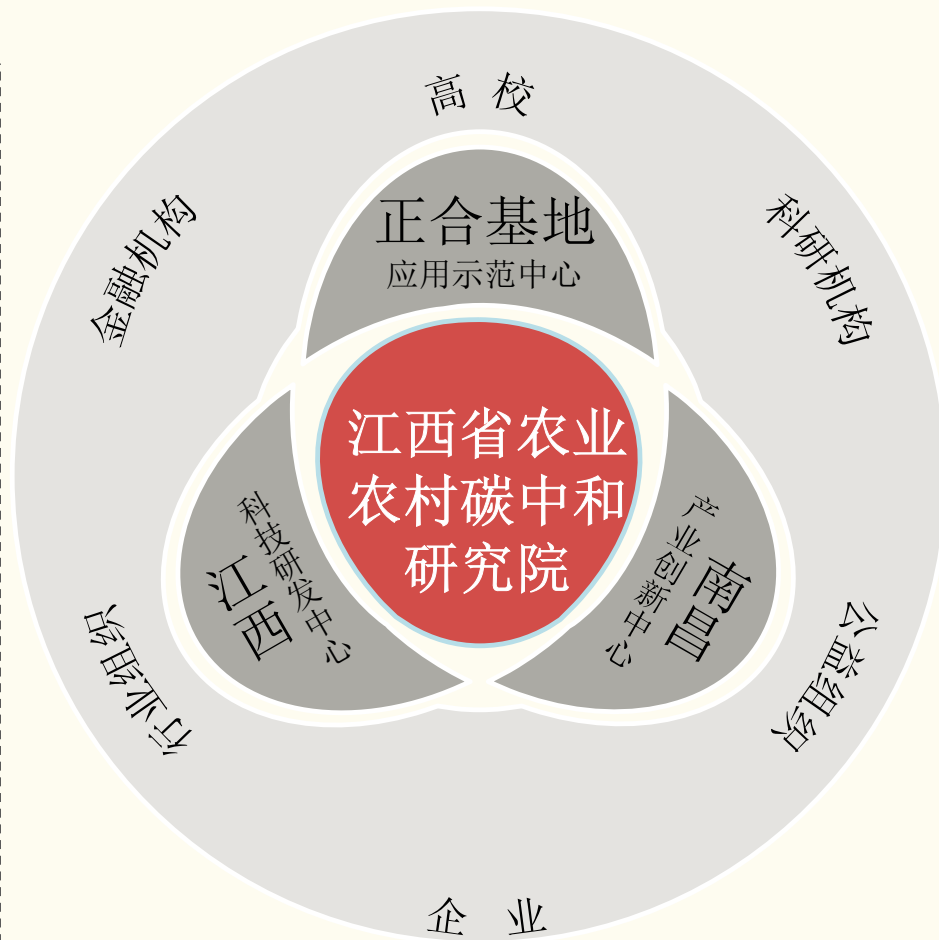 高 校
金融机构
科研机构
正合基地
应用示范中心
江西省农业
农村碳中和
研究院
科技研发中心
江西
产业创新中心
南昌
行业组织
公益组织
企 业